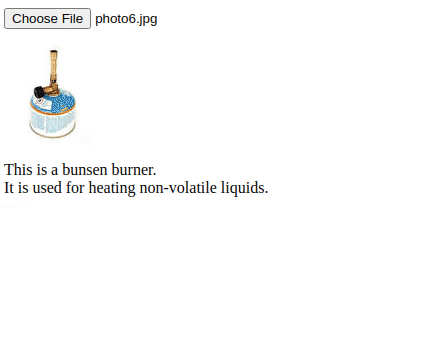 Choose File photo6.jpg
This is a bunsen burner.
It is used for heating non-volatile liquids.